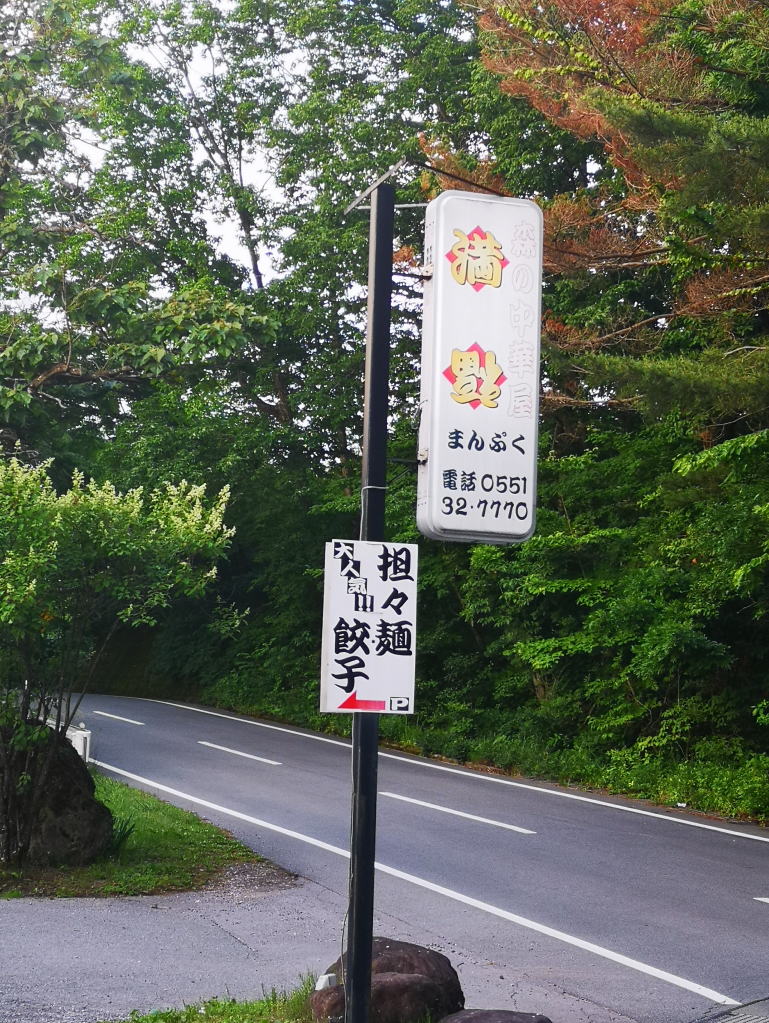 森の中華屋
満
腹
まんぷく
電話 0551
32・7770
大人気!!!
担々麺
餃子
P